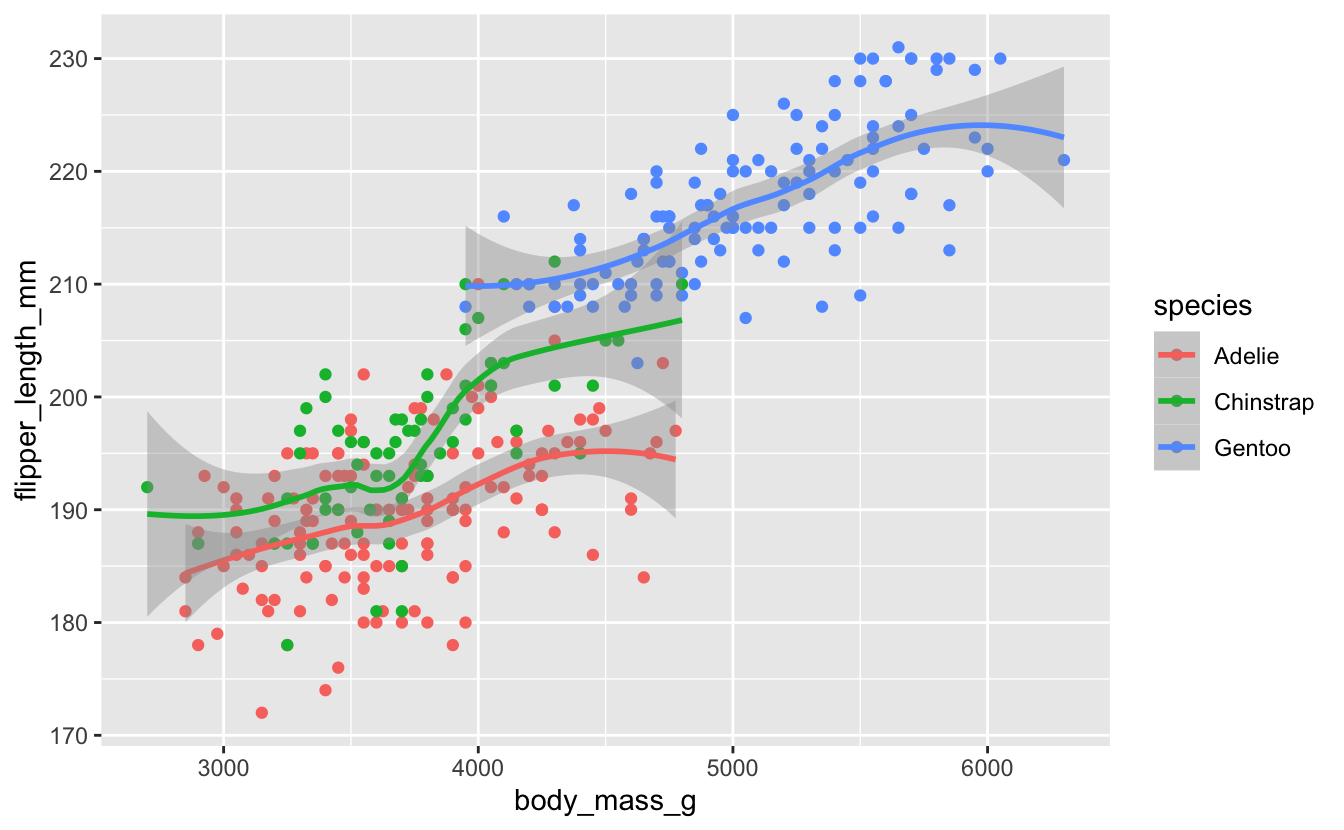 230
220
210
200
190
180
170
flipper_length_mm
3000 4000 5000 6000
body_mass_g
species
Adelie
Chinstrap
Gentoo